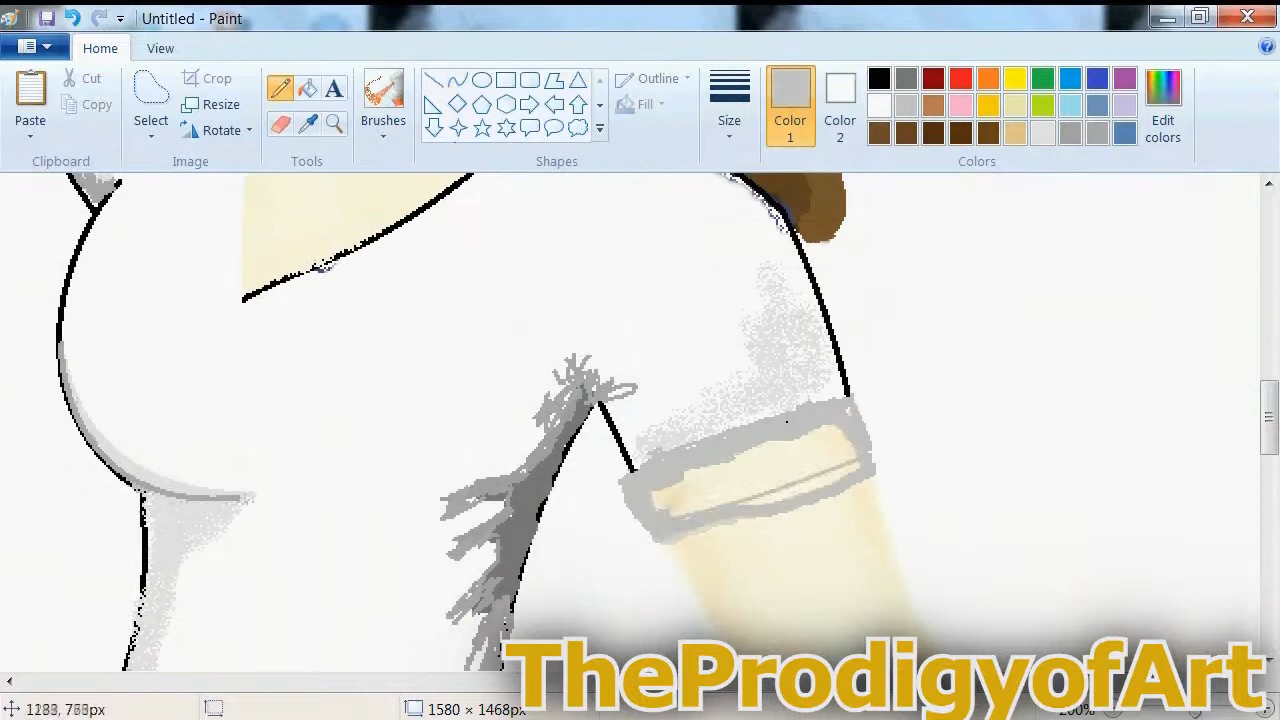 Untitled - Paint
Home View
Paste
Cut
Copy
Clipboard
Select
Crop
Resize
Rotate
Image
A
Tools
Brushes
Outline
Fill
Shapes
Size
Color 1
Color 2
Edit colors
Colors
TheProdigyofArt
1580 × 1468px
200%